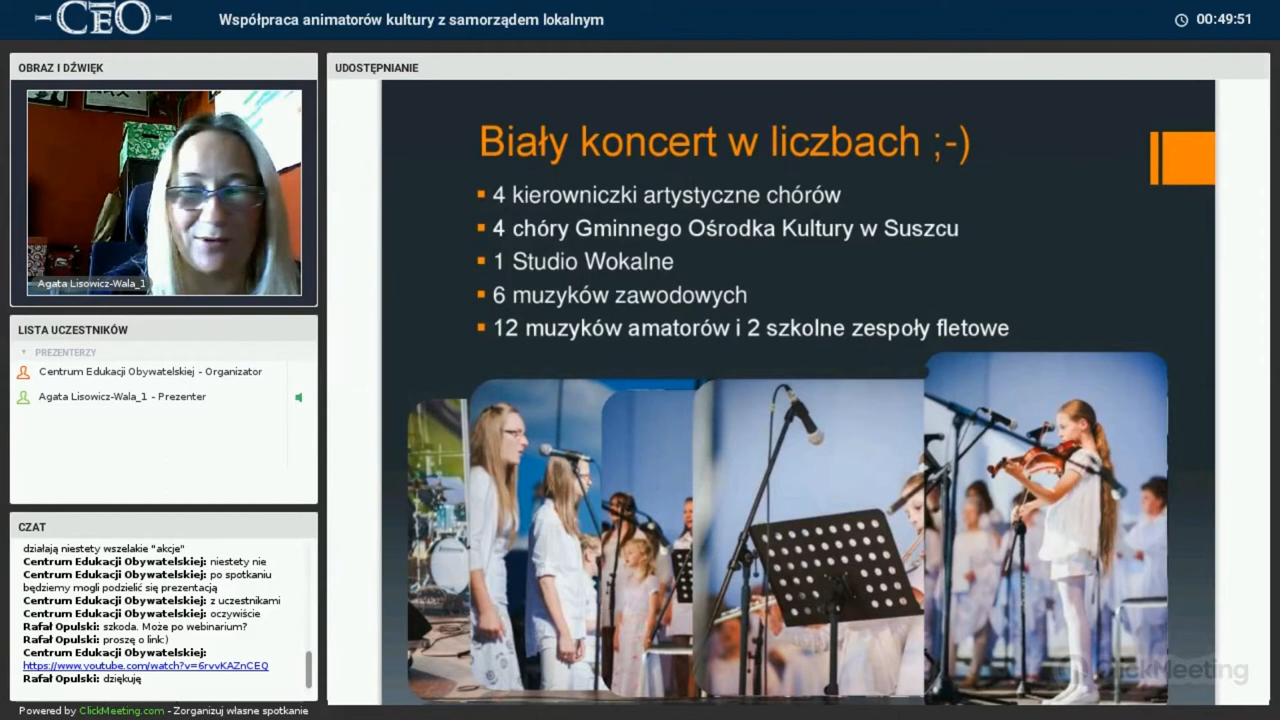 CEO
Współpraca animatorów kultury z samorządem lokalnym
00:49:51
OBRAZ I DŹWIĘK
Agata Lisowicz-Wala_1
LISTA UCZESTNIKÓW
PREZENTERZY
Centrum Edukacji Obywatelskiej - Organizator
Agata Lisowicz-Wala_1 - Prezenter
CZAT
działają niestety wszelakie "akcje"
Centrum Edukacji Obywatelskiej: niestety nie
Centrum Edukacji Obywatelskiej: po spotkaniu
będziemy mogli podzielić się prezentacją
Centrum Edukacji Obywatelskiej: z uczestnikami
Centrum Edukacji Obywatelskiej: oczywiście
Rafał Opulski: szkoda. Może po webinarium?
Rafał Opulski: proszę o link:)
Centrum Edukacji Obywatelskiej:
https://www.youtube.com/watch?v=6rvvKAZnCEQ
Rafał Opulski: dziękuję
Powered by ClickMeeting.com - Zorganizuj własne spotkanie
UDOSTĘPNIANIE
Biały koncert w liczbach ;-)
4 kierowniczki artystyczne chórów
4 chóry Gminnego Ośrodka Kultury w Suszcu
1 Studio Wokalne
6 muzyków zawodowych
12 muzyków amatorów i 2 szkolne zespoły fletowe
ClickMeeting